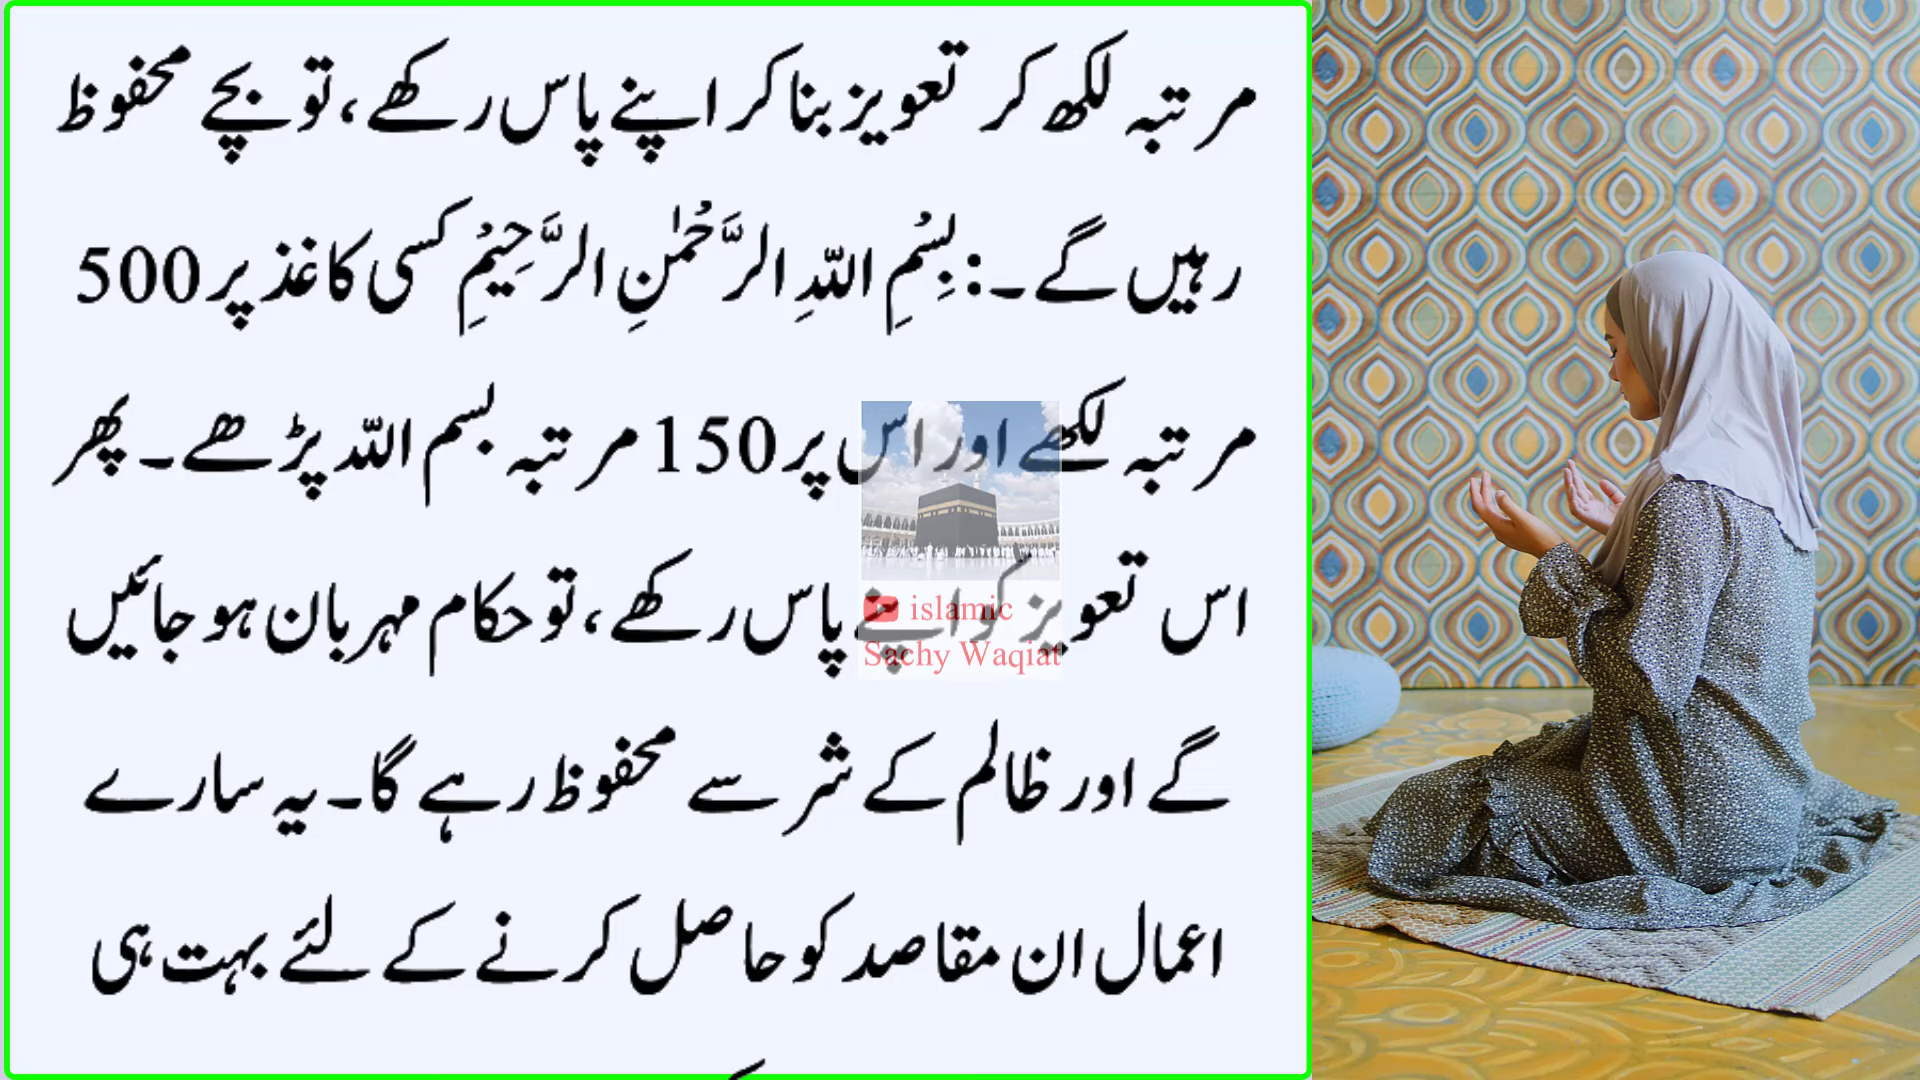 مرتبہ لکھ کر تعویز بنا کر اپنے پاس رکھے، تو بچے محفوظ
رہیں گے۔: بِسْمِ اللّٰہِ الرَّحْمٰنِ الرَّحِیْمِ کسی کاغذ پر 500
مرتبہ لکھے اور اس پر 150 مرتبہ بسم اللّٰہ پڑھے۔ پھر
اس تعویز کو اپنے پاس رکھے، تو حکام مہربان ہو جائیں
گے اور ظالم کے شر سے محفوظ رہے گا۔ یہ سارے
اعمال ان مقاصد کو حاصل کرنے کے لئے بہت ہی
islamic
Sachy Waqiat